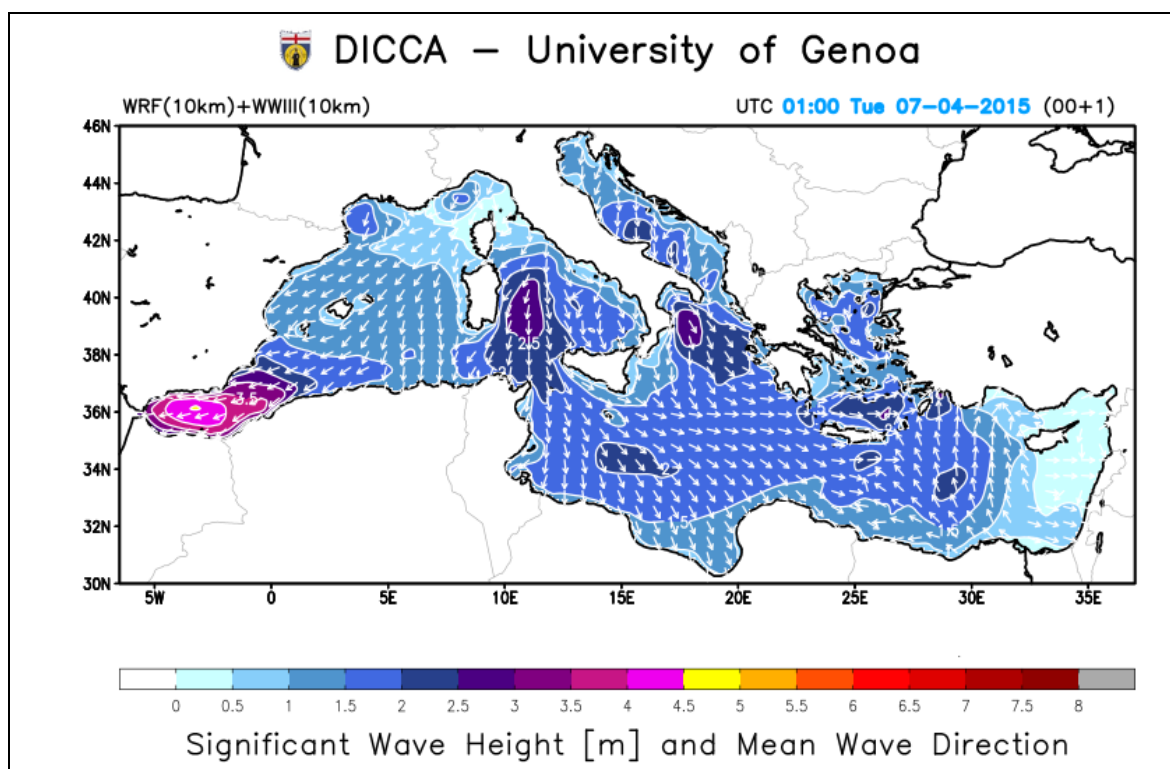 DICCA – University of Genoa
WRF(10km)+WWIII(10km) UTC 01:00 Tue 07-04-2015 (00+1)
46N
44N
42N
40N
38N
36N
34N
32N
30N
2.5
3.5
2
1.5
5W 0 5E 10E 15E 20E 25E 30E 35E
0 0.5 1 1.5 2 2.5 3 3.5 4 4.5 5 5.5 6 6.5 7 7.5 8
Significant Wave Height [m] and Mean Wave Direction